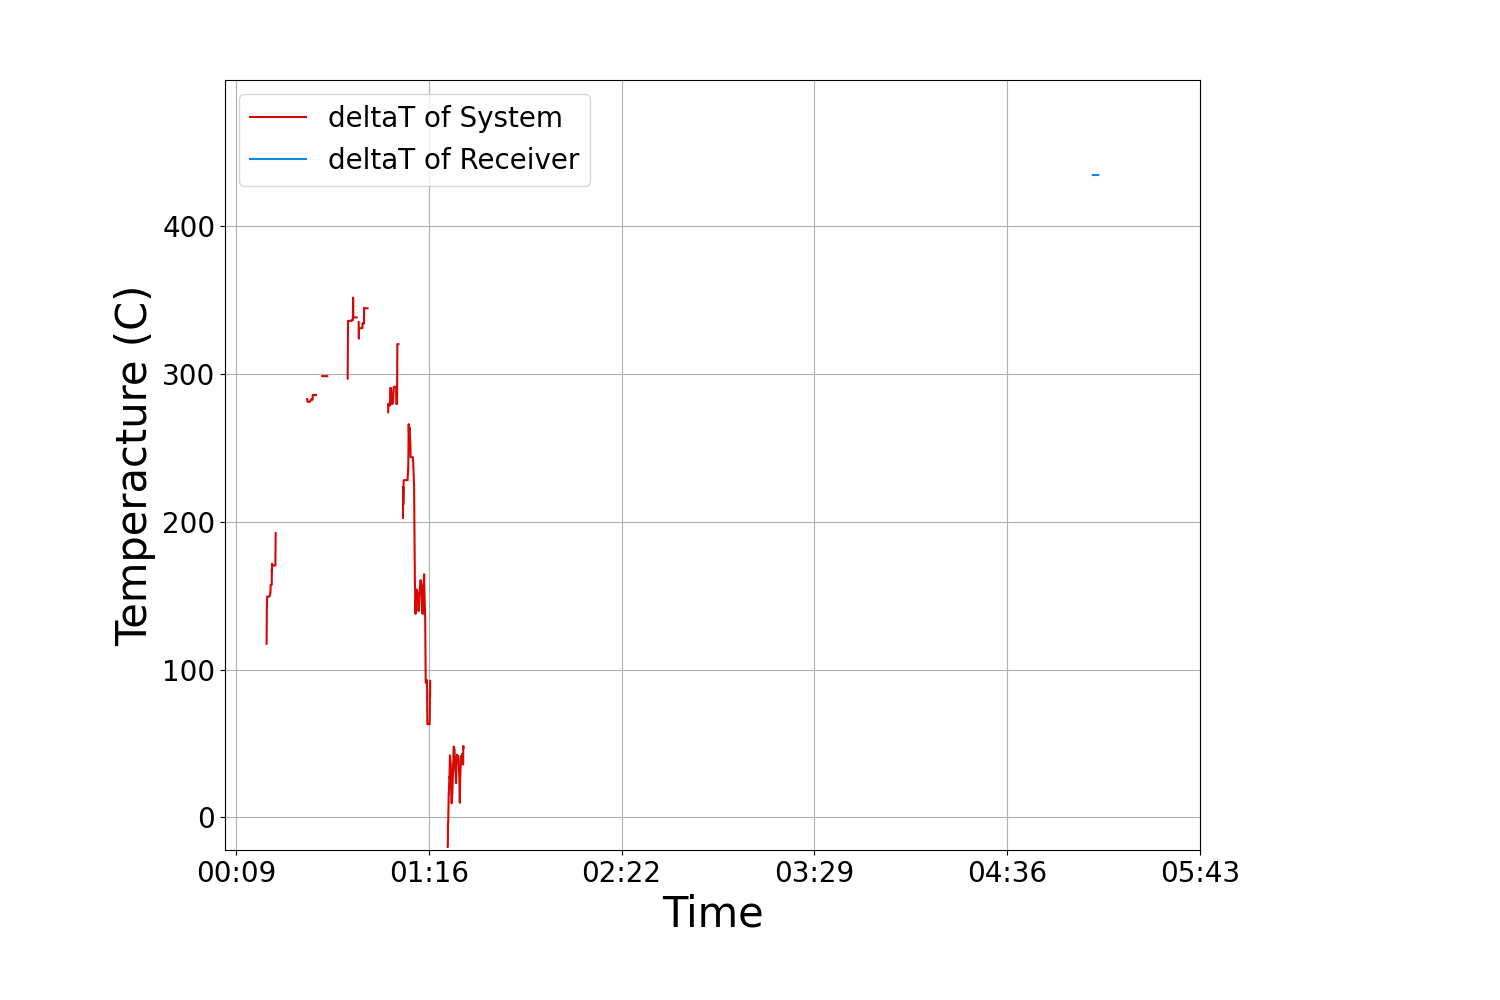 deltaT of System
deltaT of Receiver
400
300
200
100
0
Temperacture (C)
00:09 01:16 02:22 03:29 04:36 05:43
Time